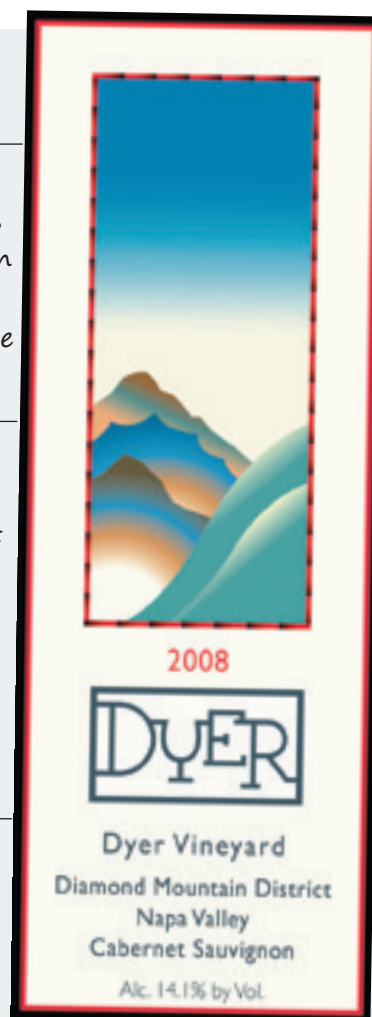 2008
DYER
Dyer Vineyard
Diamond Mountain District
Napa Valley
Cabernet Sauvignon
Alc. 14.1% by Vol.